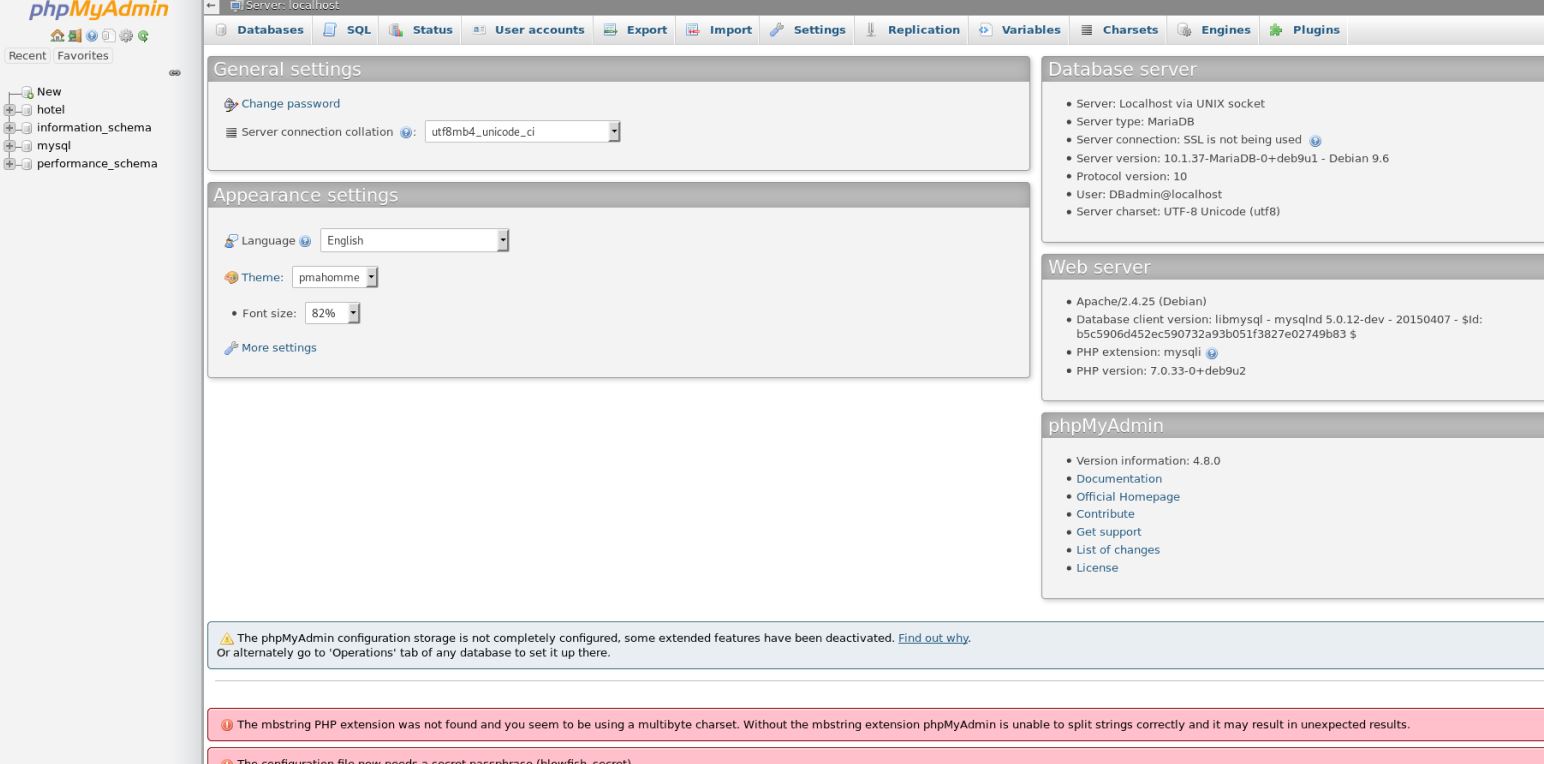 phpMyAdmin
Recent Favorites
New
hotel
information_schema
mysql
performance_schema
← Server: localhost
Databases SQL Status User accounts Export Import Settings Replication Variables Charsets Engines Plugins
General settings
Change password
Server connection collation : utf8mb4_unicode_ci
Appearance settings
Language English
Theme: pmahomme
• Font size: 82%
More settings
Database server
• Server: Localhost via UNIX socket
• Server type: MariaDB
• Server connection: SSL is not being used
• Server version: 10.1.37-MariaDB-0+deb9u1 - Debian 9.6
• Protocol version: 10
• User: DBadmin@localhost
• Server charset: UTF-8 Unicode (utf8)
Web server
• Apache/2.4.25 (Debian)
• Database client version: libmysql - mysqlnd 5.0.12-dev - 20150407 - $Id:
b5c5906d452ec590732a93b051f3827e02749b83 $
• PHP extension: mysqli
• PHP version: 7.0.33-0+deb9u2
phpMyAdmin
• Version information: 4.8.0
• Documentation
• Official Homepage
• Contribute
• Get support
• List of changes
• License
The phpMyAdmin configuration storage is not completely configured, some extended features have been deactivated. Find out why.
Or alternately go to 'Operations' tab of any database to set it up there.
The mbstring PHP extension was not found and you seem to be using a multibyte charset. Without the mbstring extension phpMyAdmin is unable to split strings correctly and it may result in unexpected results.
The configuration file now needs a secret passphrase (blowfish_secret).